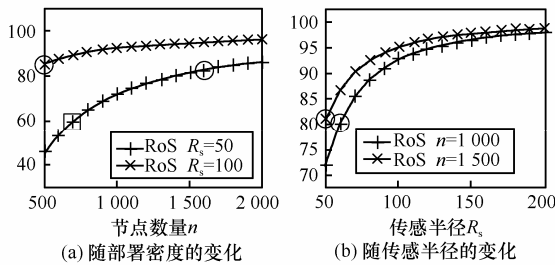 100
80
60
40
RoS Rs=50
RoS Rs=100
500 1 000 1 500 2 000
节点数量n
(a) 随部署密度的变化
100
95
90
85
80
75
70
RoS n=1 000
RoS n=1 500
50 100 150 200
传感半径Rs
(b) 随传感半径的变化